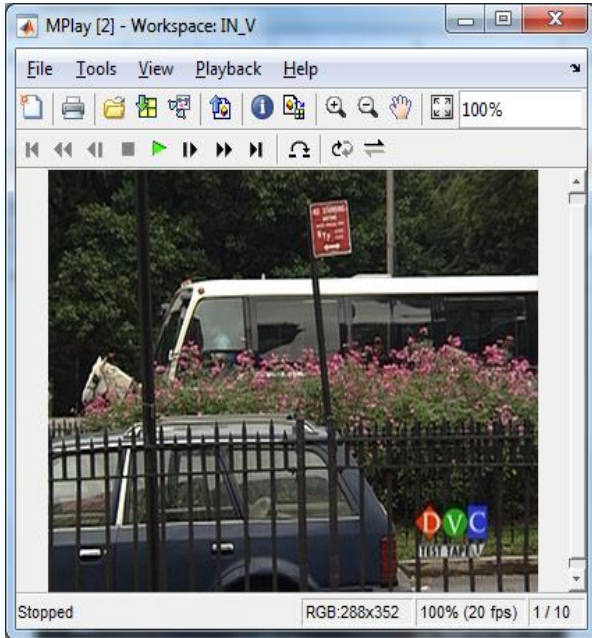 MPlay [2] - Workspace: IN_V
File Tools View Playback Help
100%
NO STANDING
DVC
TEST TAPE
Stopped
RGB:288x352
100% (20 fps)
1 / 10